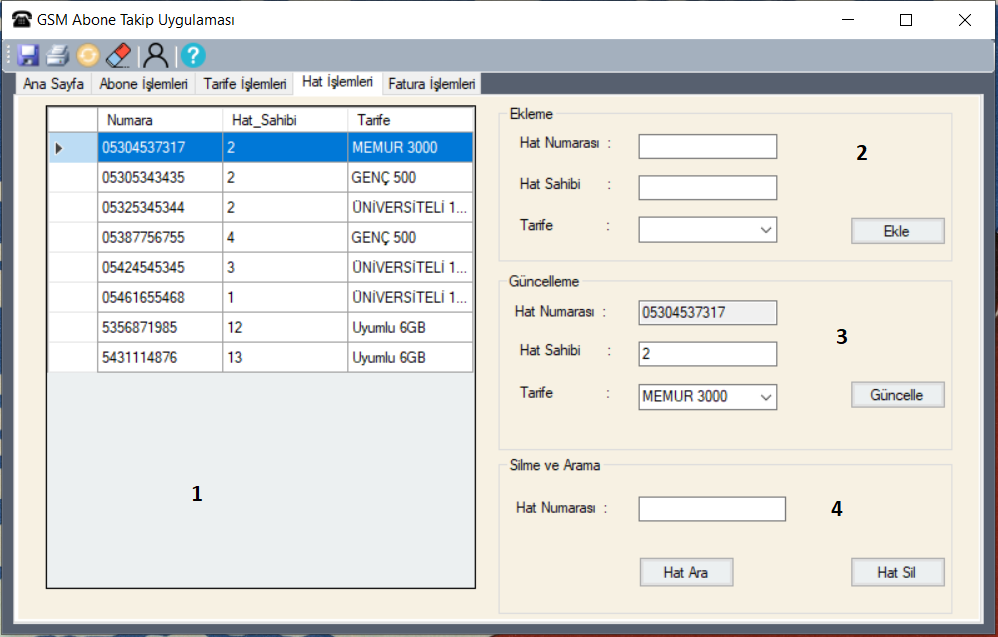 GSM Abone Takip Uygulaması
?
Ana Sayfa Abone İşlemleri Tarife İşlemleri Hat İşlemleri Fatura İşlemleri
Numara Hat_Sahibi Tarife
05304537317 2 MEMUR 3000
05305343435 2 GENÇ 500
05325345344 2 ÜNİVERSİTELİ 1...
05387756755 4 GENÇ 500
05424545345 3 ÜNİVERSİTELİ 1...
05461655468 1 ÜNİVERSİTELİ 1...
5356871985 12 Uyumlu 6GB
5431114876 13 Uyumlu 6GB
1
Ekleme
Hat Numarası :
2
Hat Sahibi :
Tarife :
Ekle
Güncelleme
Hat Numarası : 05304537317
3
Hat Sahibi : 2
Tarife : MEMUR 3000
Güncelle
Silme ve Arama
Hat Numarası :
4
Hat Ara Hat Sil